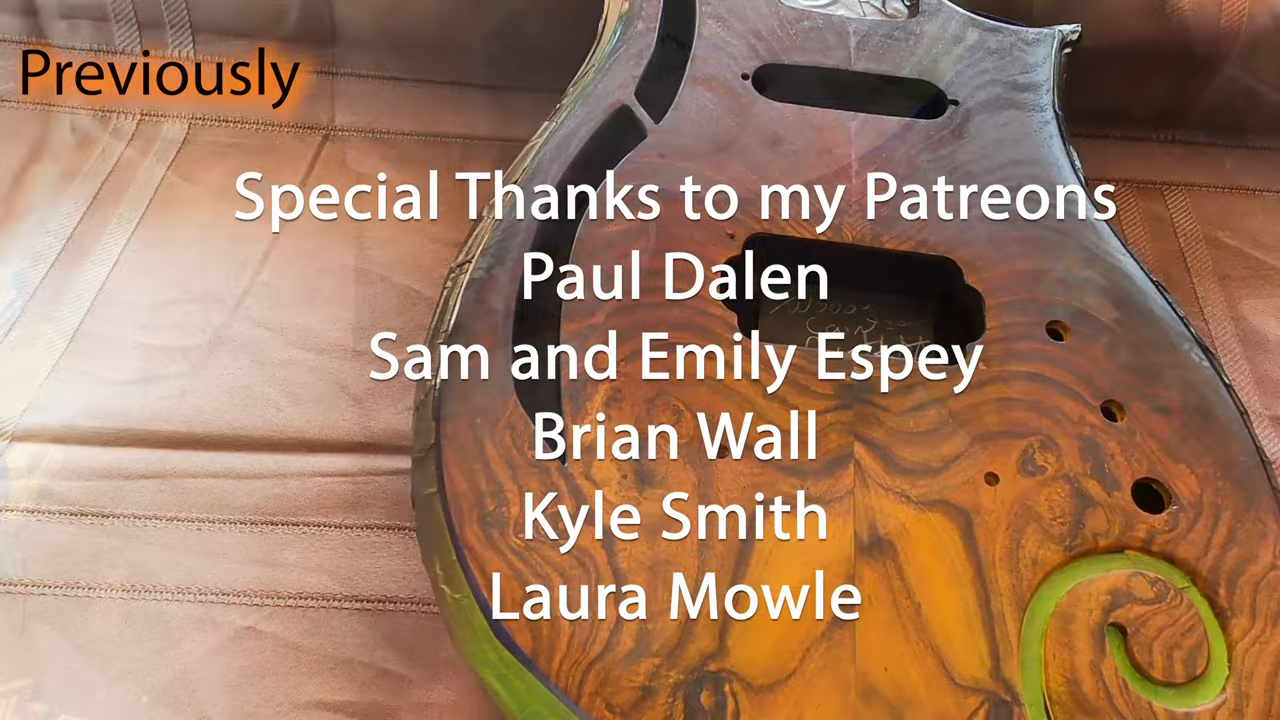 Previously
Special Thanks to my Patreons
Paul Dalen
Sam and Emily Espey
Brian Wall
Kyle Smith
Laura Mowle